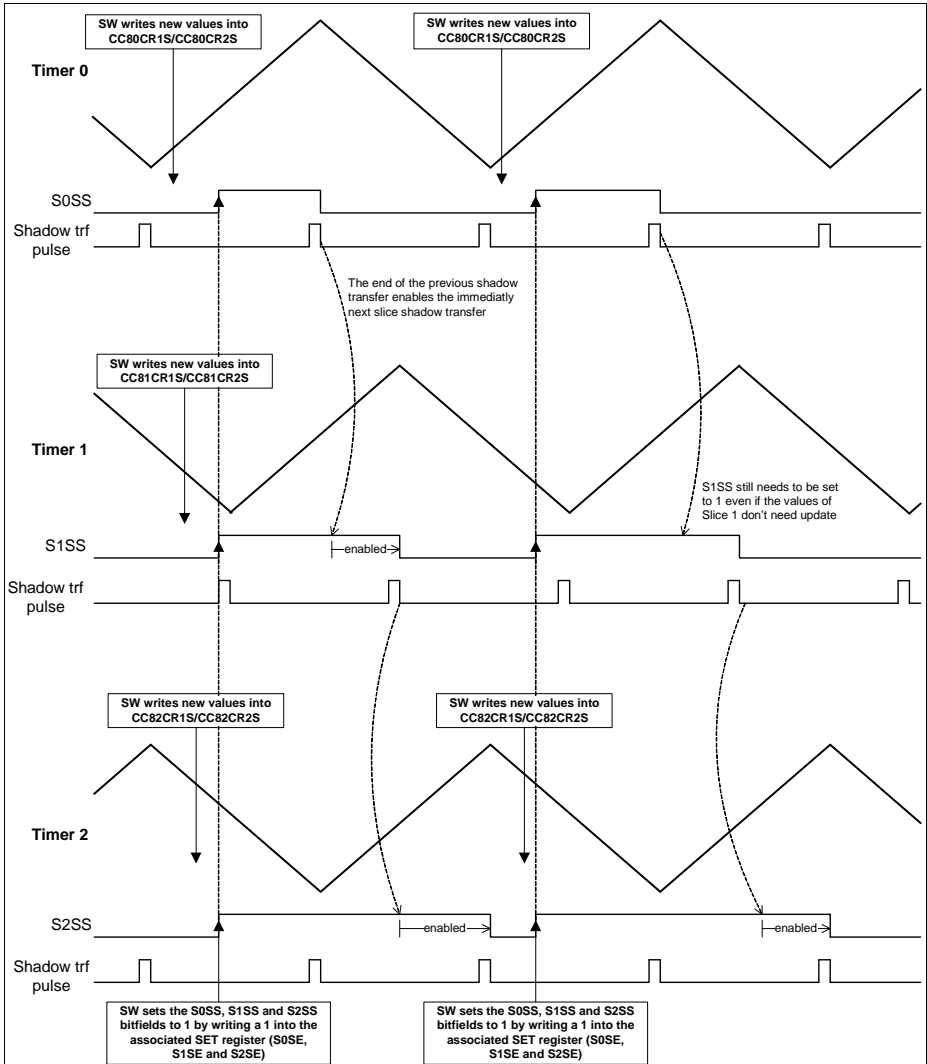 SW writes new values into
CC80CR1S/CC80CR2S
SW writes new values into
CC80CR1S/CC80CR2S
Timer 0
S0SS
Shadow trf
pulse
The end of the previous shadow
transfer enables the immediatly
next slice shadow transfer
SW writes new values into
CC81CR1S/CC81CR2S
Timer 1
S1SS still needs to be set
to 1 even if the values of
Slice 1 don't need update
S1SS
enabled
Shadow trf
pulse
SW writes new values into
CC82CR1S/CC82CR2S
SW writes new values into
CC82CR1S/CC82CR2S
Timer 2
S2SS
enabled
enabled
Shadow trf
pulse
SW sets the S0SS, S1SS and S2SS
bitfields to 1 by writing a 1 into the
associated SET register (S0SE,
S1SE and S2SE)
SW sets the S0SS, S1SS and S2SS
bitfields to 1 by writing a 1 into the
associated SET register (S0SE,
S1SE and S2SE)